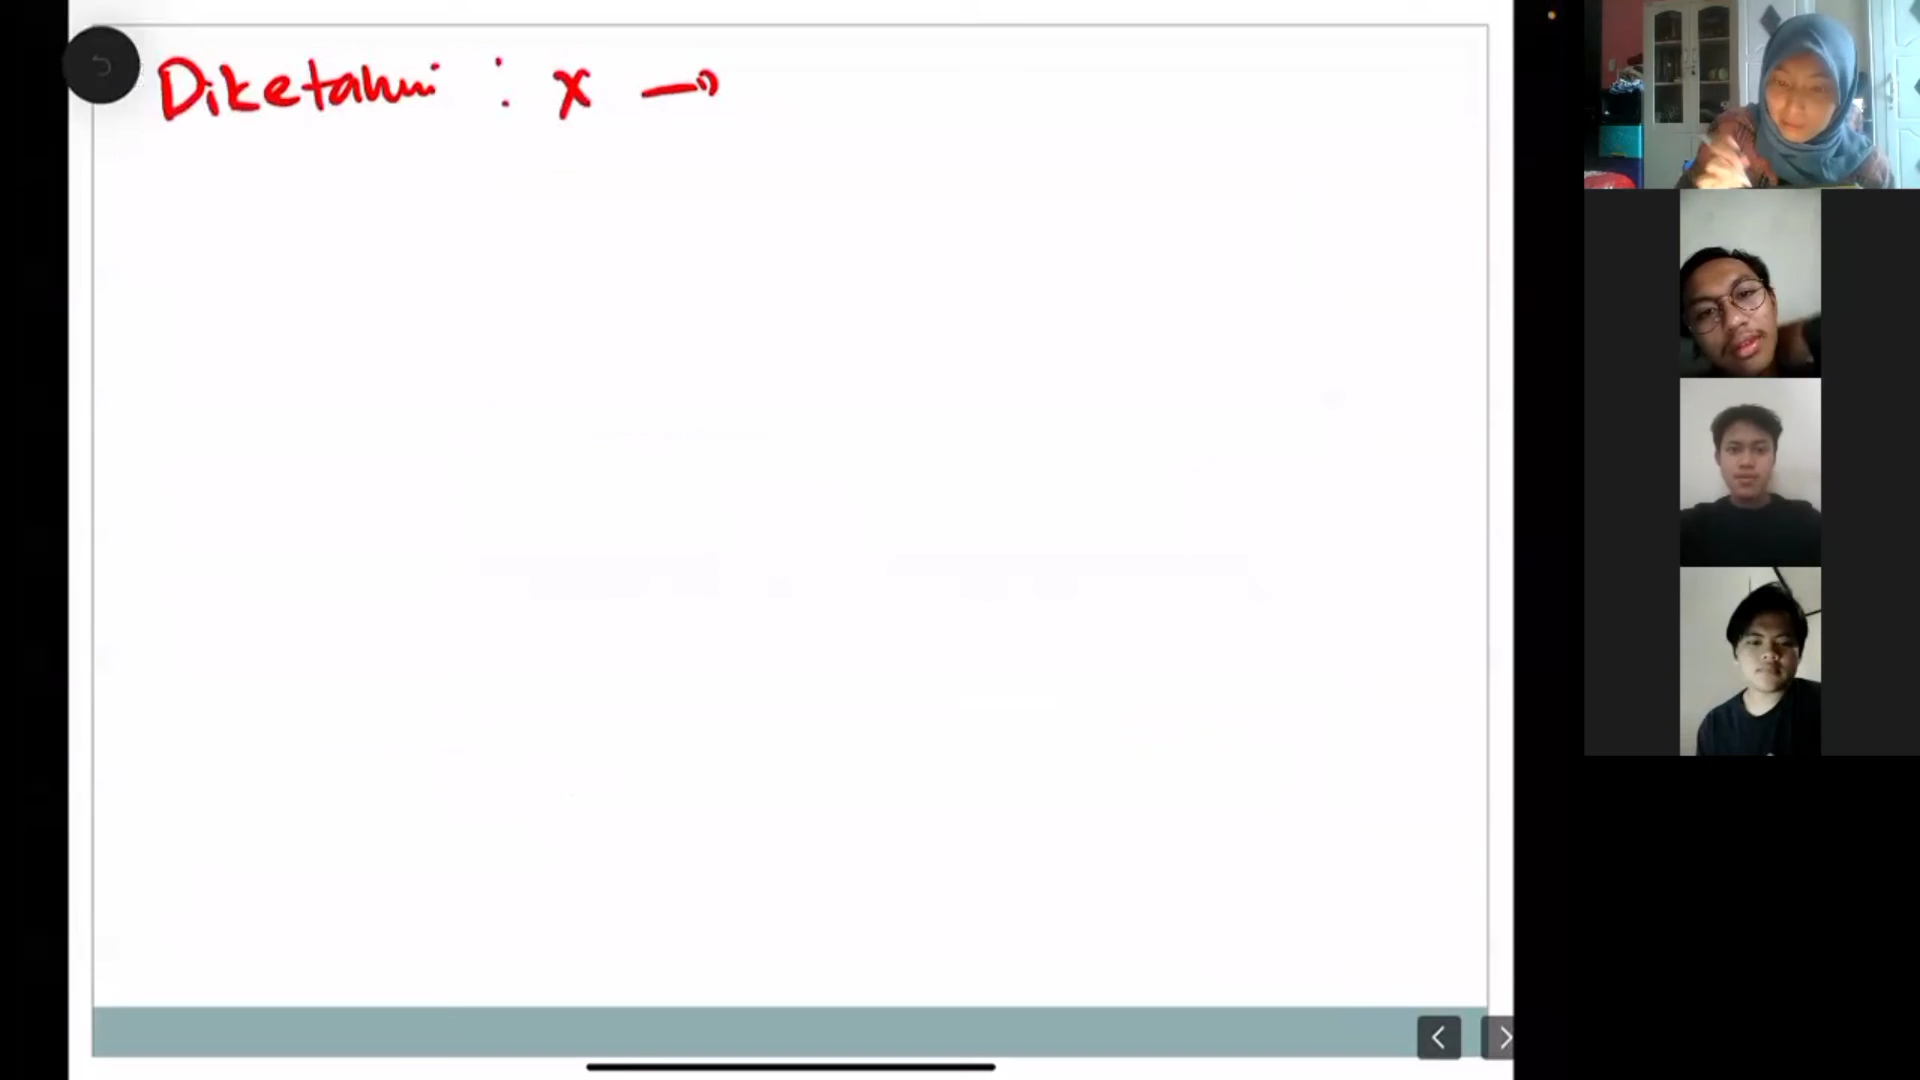 Diketahui : x →